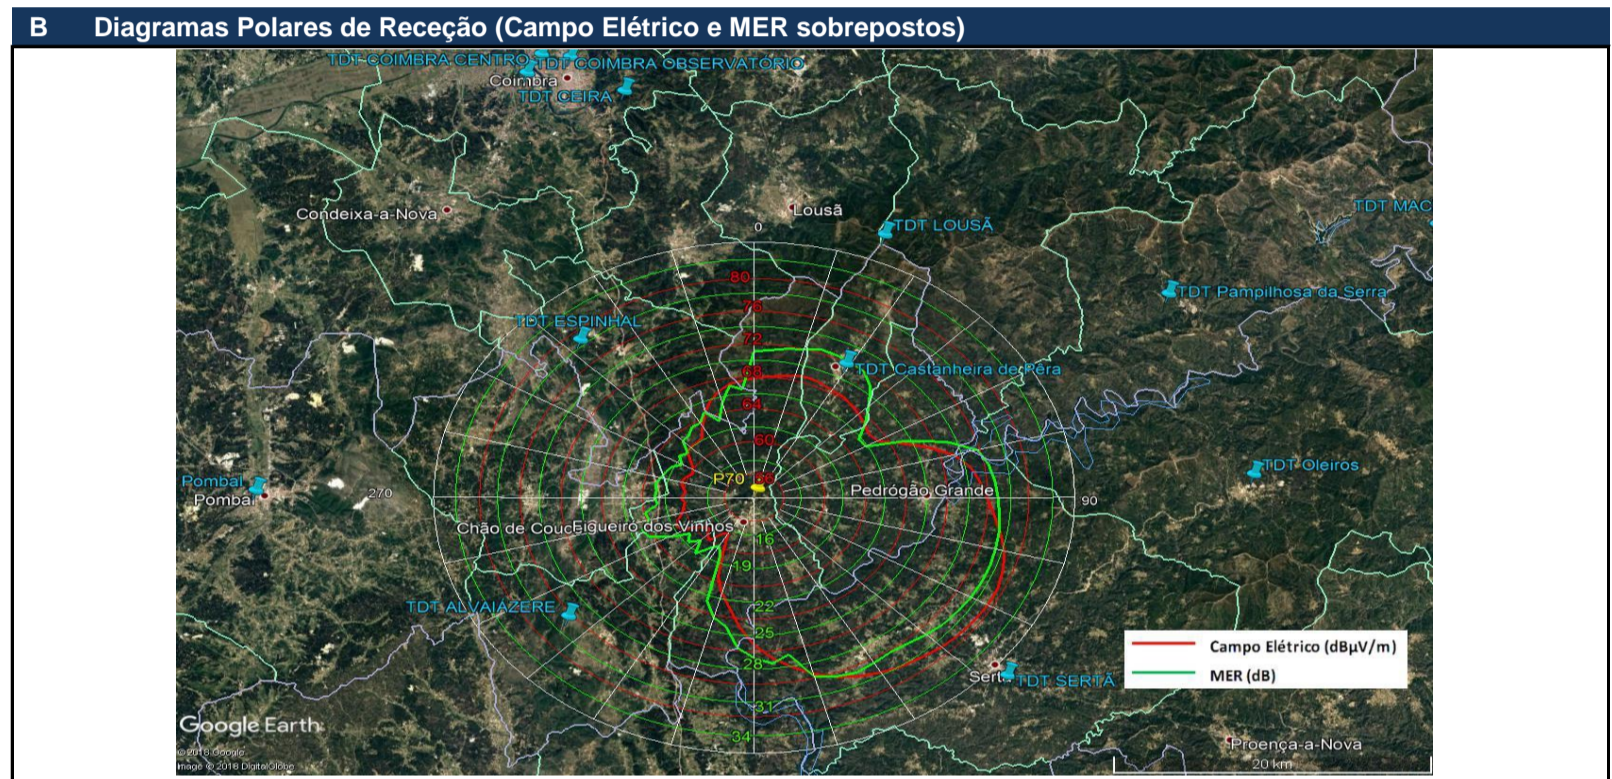 B Diagramas Polares de Receção (Campo Elétrico e MER sobrepostos)
TDT COIMBRA CENTRO
TDT COIMBRA OBSERVATÓRIO
Coimbra
TDT CEIRA
Condeixa-a-Nova
Lousã
TDT LOUSÃ
TDT MAC
0
80
TDT Pampilhosa da Serra
76
TDT ESPINHAL
72
68
TDT Castanheira de Pêra
64
60
TDT Oleiros
Pombal
Pombal
270
P70
Pedrógão Grande
90
Chão de Couc
Figueiró dos Vinhos
16
19
TDT ALVAIÁZERE
22
25
Campo Elétrico (dBµV/m)
28
MER (dB)
Sert
TDT SERTÃ
31
34
Google Earth
Proença-a-Nova
© 2018 Google
Image © 2018 DigitalGlobe
20 km